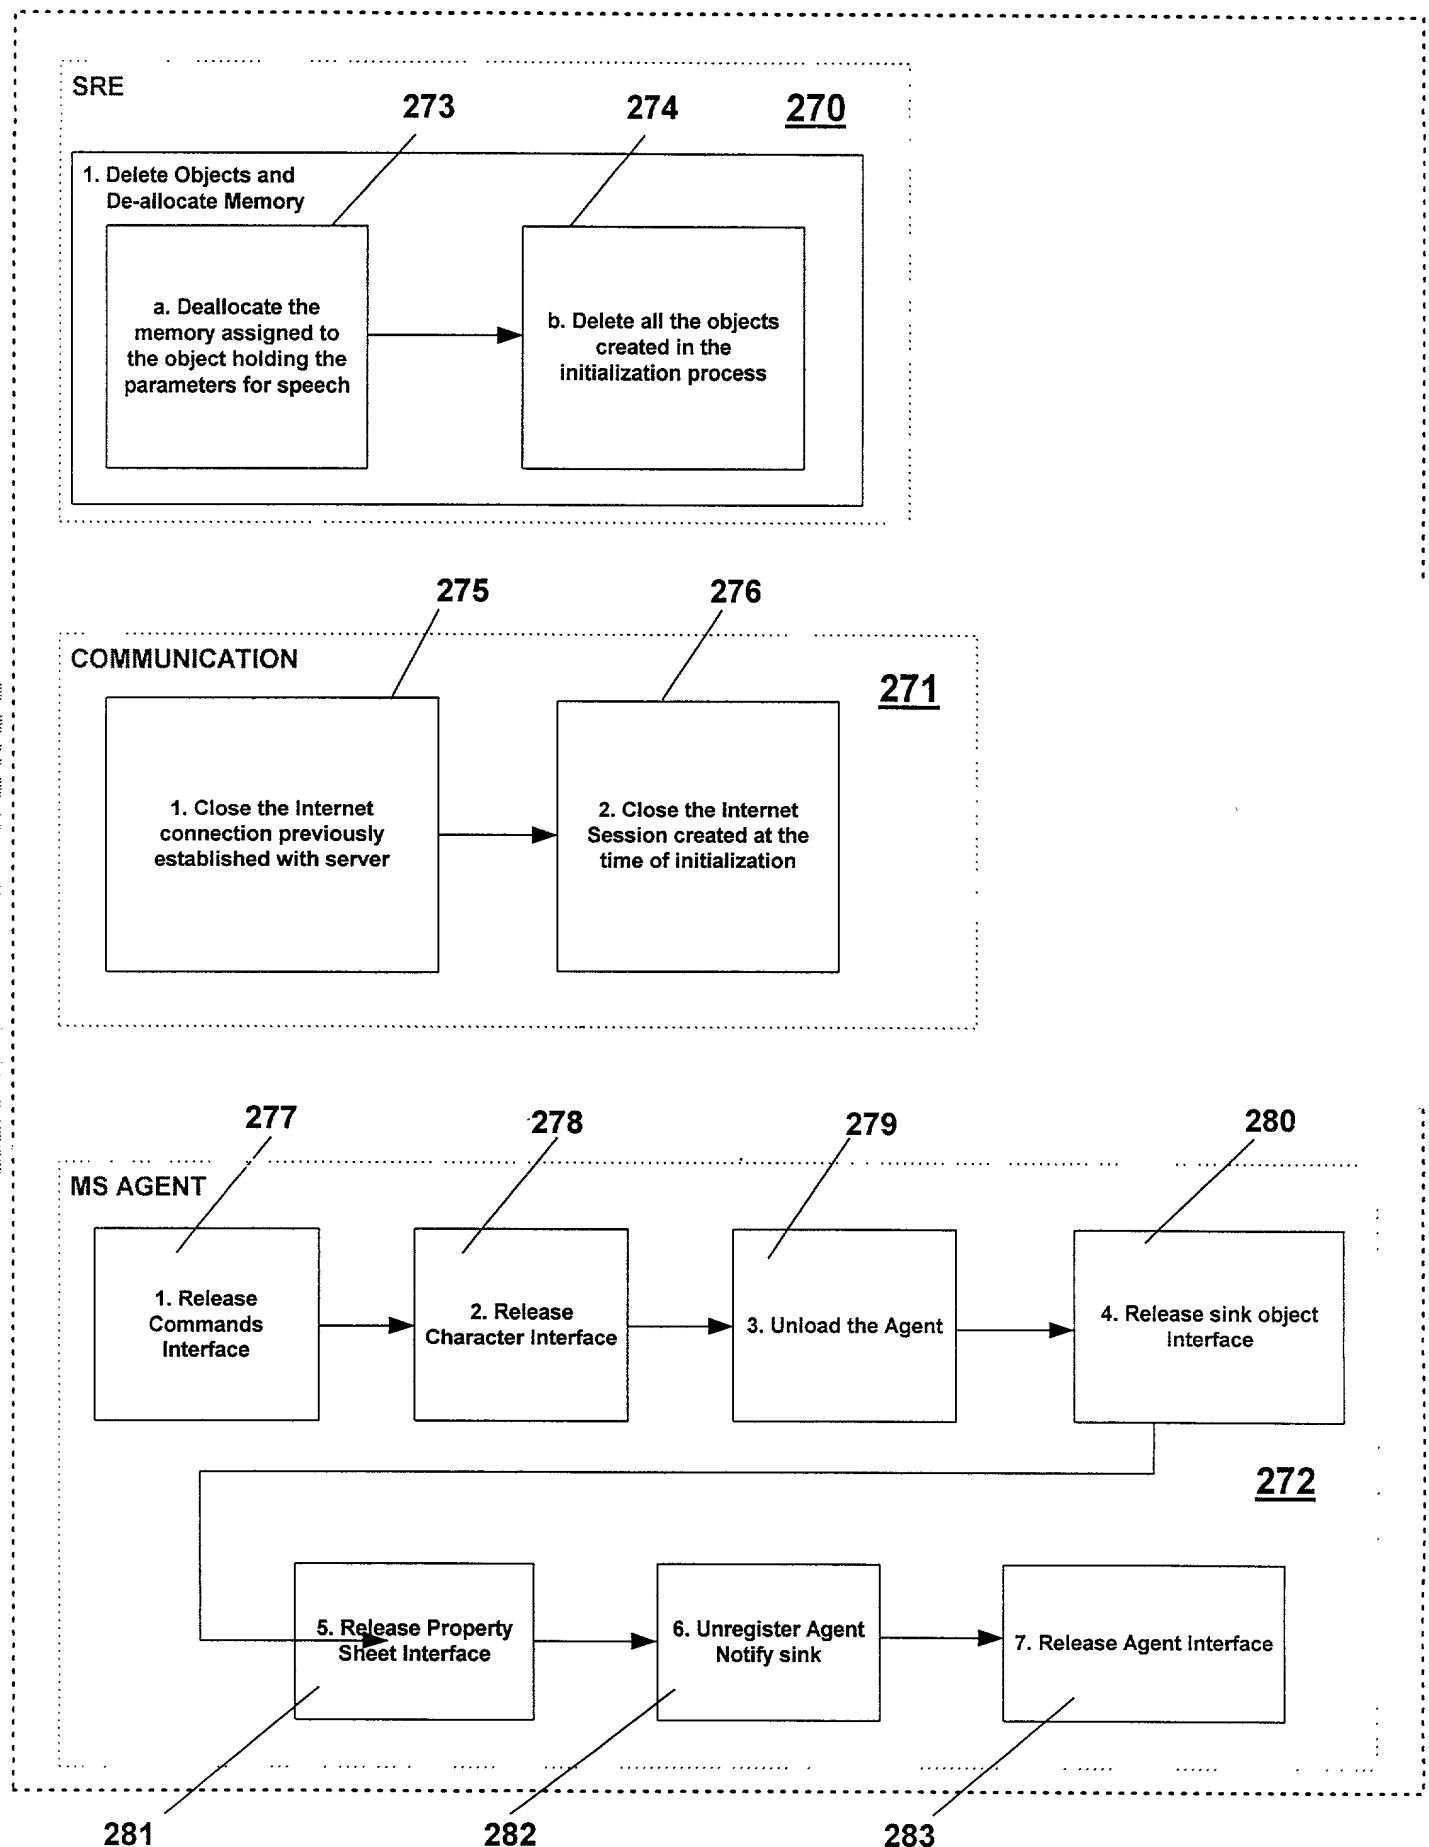 SRE
273
274
270
1. Delete Objects and
De-allocate Memory
a. Deallocate the
memory assigned to
the object holding the
parameters for speech
b. Delete all the objects
created in the
initialization process
275
276
COMMUNICATION
271
1. Close the Internet
connection previously
established with server
2. Close the Internet
Session created at the
time of initialization
277
278
279
280
MS AGENT
1. Release
Commands
Interface
2. Release
Character Interface
3. Unload the Agent
4. Release sink object
Interface
272
5. Release Property
Sheet Interface
6. Unregister Agent
Notify sink
7. Release Agent Interface
281
282
283